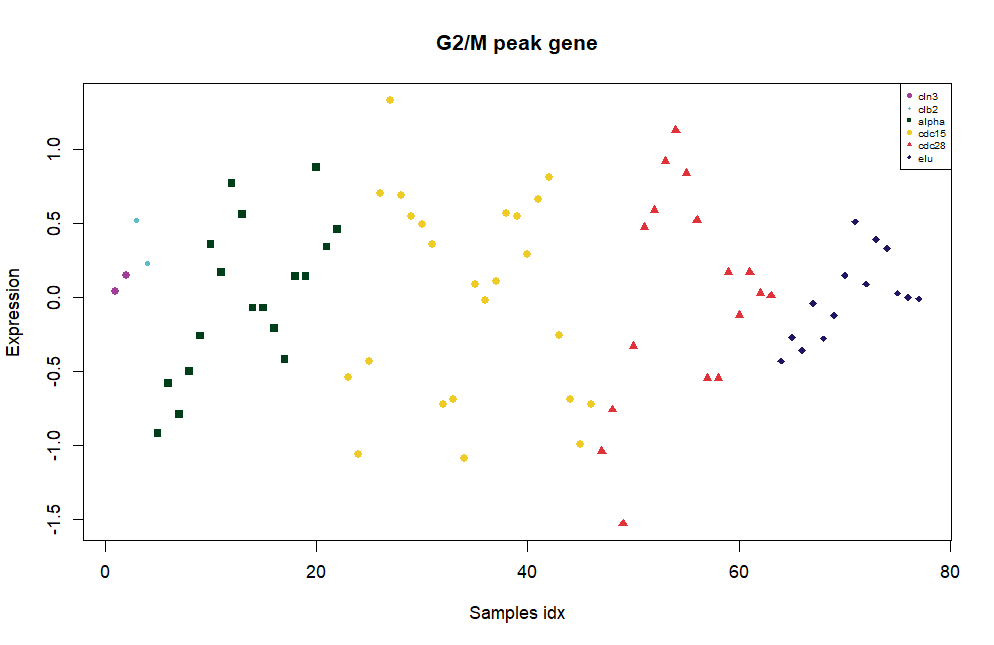 G2/M peak gene
cln3
clb2
alpha
cdc15
cdc28
elu
Expression
1.0
0.5
0.0
-0.5
-1.0
-1.5
0 20 40 60 80
Samples idx